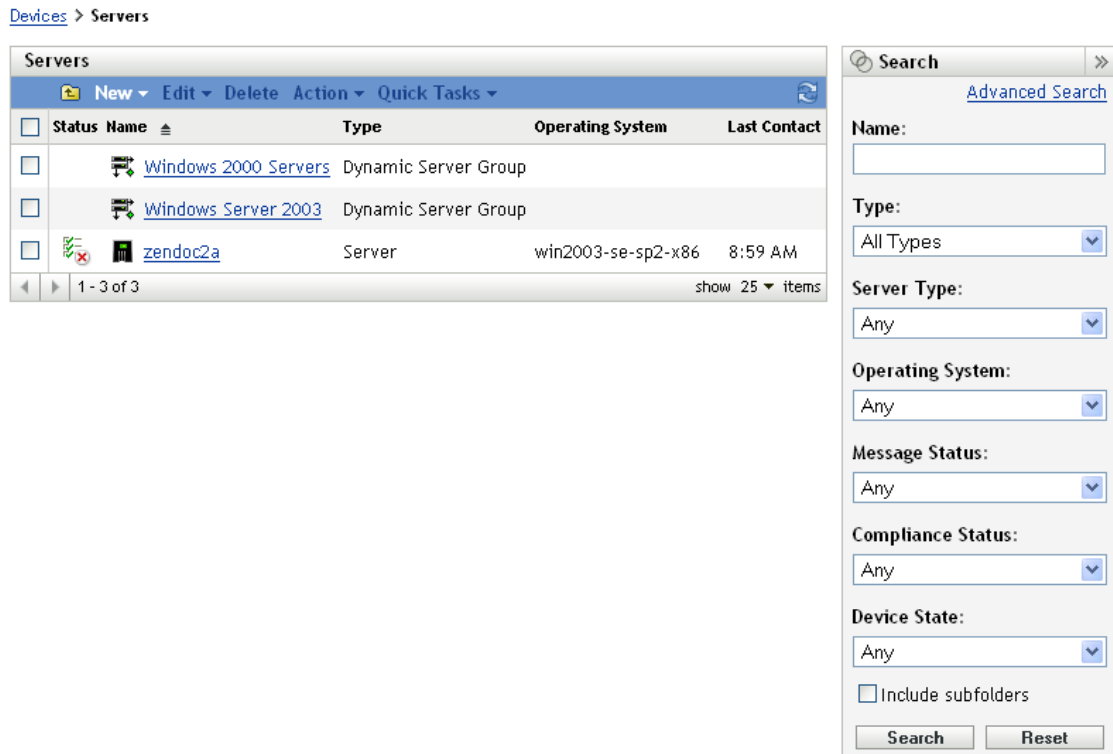 Devices > Servers
Servers
New Edit Delete Action Quick Tasks
Status Name Type Operating System Last Contact
Windows 2000 Servers Dynamic Server Group
Windows Server 2003 Dynamic Server Group
zendoc2a Server win2003-se-sp2-x86 8:59 AM
1 - 3 of 3 show 25 items
Search »
Advanced Search
Name:
Type:
All Types
Server Type:
Any
Operating System:
Any
Message Status:
Any
Compliance Status:
Any
Device State:
Any
Include subfolders
Search Reset